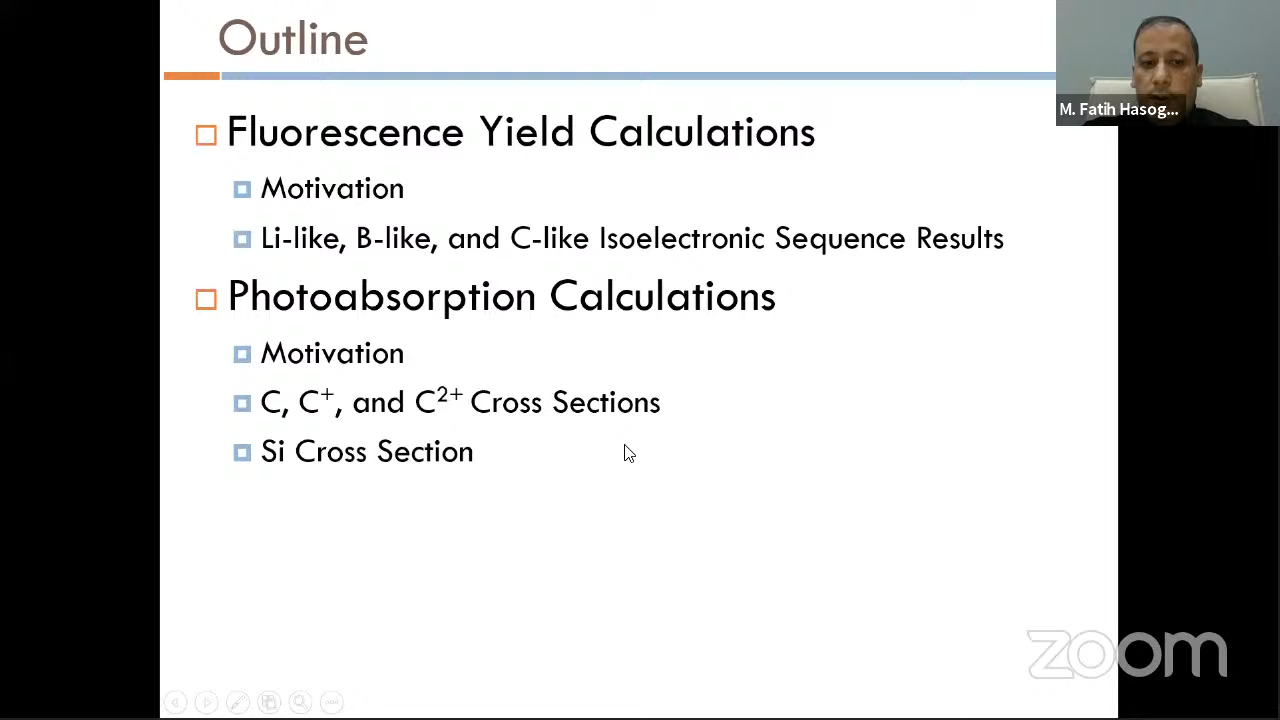 Outline
M. Fatih Hasog...
Fluorescence Yield Calculations
Motivation
Li-like, B-like, and C-like Isoelectronic Sequence Results
Photoabsorption Calculations
Motivation
C, C⁺, and C²⁺ Cross Sections
Si Cross Section
zoom